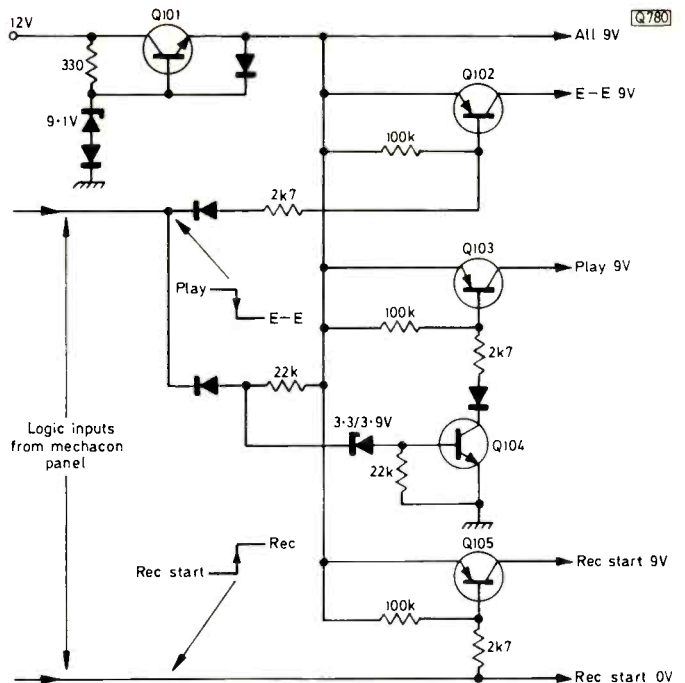 Q780
12V
Q101
All 9V
330
Q102
E-E 9V
9·1V
100k
2k7
Q103
Play 9V
Play
E-E
100k
2k7
22k
Logic inputs
from mechacon
panel
3·3/3·9V
Q104
22k
Rec
Q105
Rec start
Rec start 9V
100k
2k7
Rec start 0V